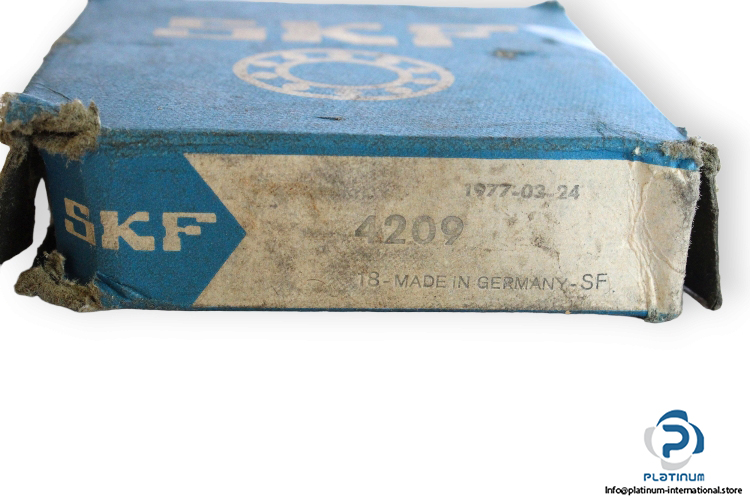 SKF
SKF
1977-03-24
4209
18-MADE IN GERMANY-SF
PLATINUM
Info@platinum-international.store